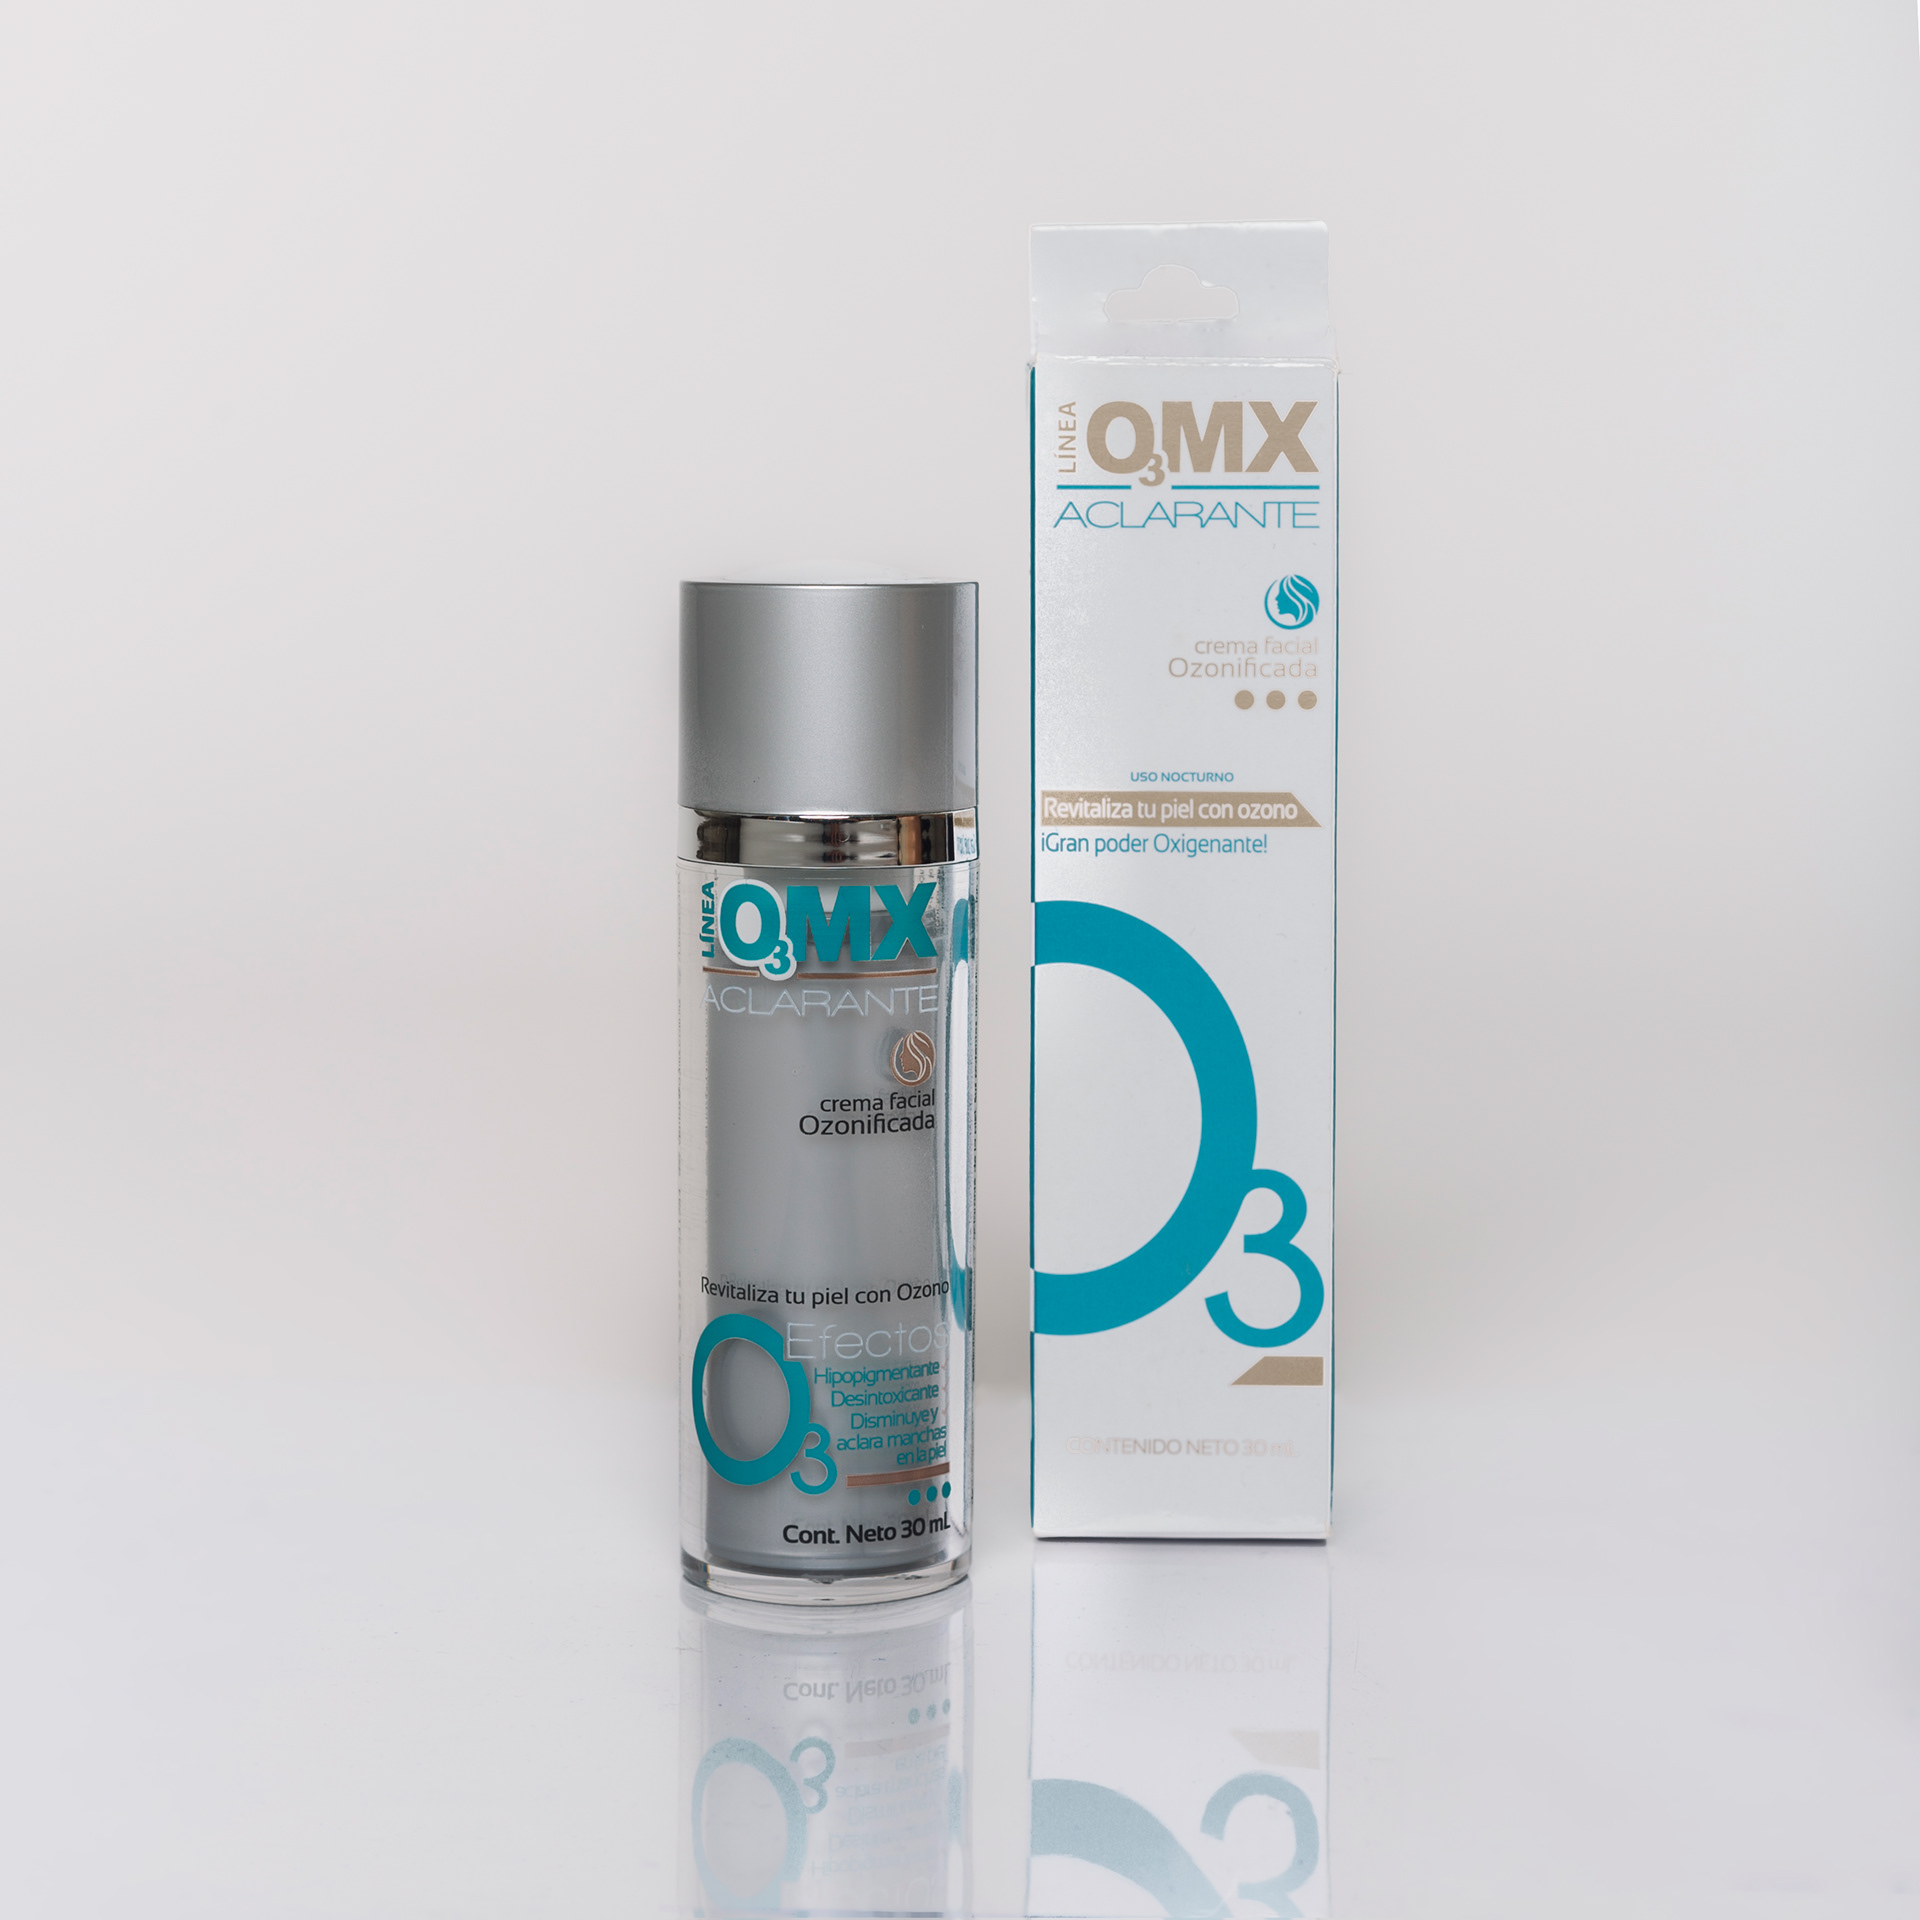 LÍNEA
O3MX
ACLARANTE
crema facial
Ozonificada
Revitaliza tu piel con Ozono
O3
Efectos
Hipopigmentante
Desintoxicante
Disminuye y
aclara manchas
en la piel
Cont. Neto 30 mL
LÍNEA
O3MX
ACLARANTE
crema facial
Ozonificada
USO NOCTURNO
Revitaliza tu piel con ozono
¡Gran poder Oxigenante!
O3
CONTENIDO NETO 30 mL